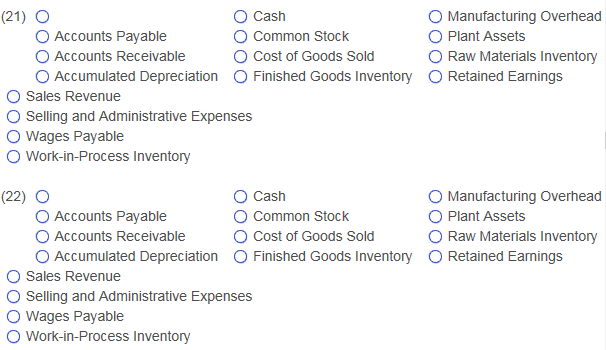 (21) Cash Manufacturing Overhead
Accounts Payable Common Stock Plant Assets
Accounts Receivable Cost of Goods Sold Raw Materials Inventory
Accumulated Depreciation Finished Goods Inventory Retained Earnings
Sales Revenue
Selling and Administrative Expenses
Wages Payable
Work-in-Process Inventory
(22) Cash Manufacturing Overhead
Accounts Payable Common Stock Plant Assets
Accounts Receivable Cost of Goods Sold Raw Materials Inventory
Accumulated Depreciation Finished Goods Inventory Retained Earnings
Sales Revenue
Selling and Administrative Expenses
Wages Payable
Work-in-Process Inventory